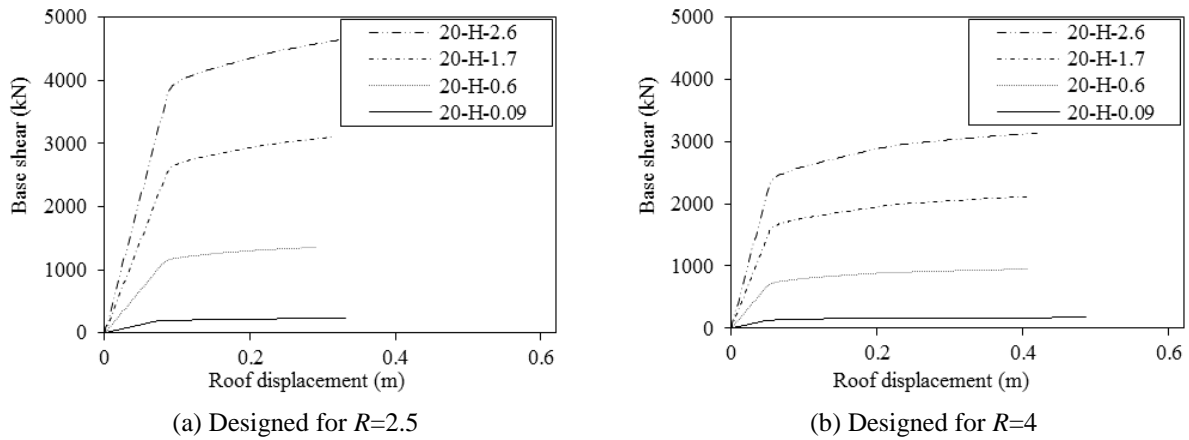 5000
4000
3000
2000
1000
0
Base shear (kN)
20-H-2.6
20-H-1.7
20-H-0.6
20-H-0.09
0
0.2
0.4
0.6
Roof displacement (m)
(a) Designed for R=2.5
5000
4000
3000
2000
1000
0
Base shear (kN)
20-H-2.6
20-H-1.7
20-H-0.6
20-H-0.09
0
0.2
0.4
0.6
Roof displacement (m)
(b) Designed for R=4